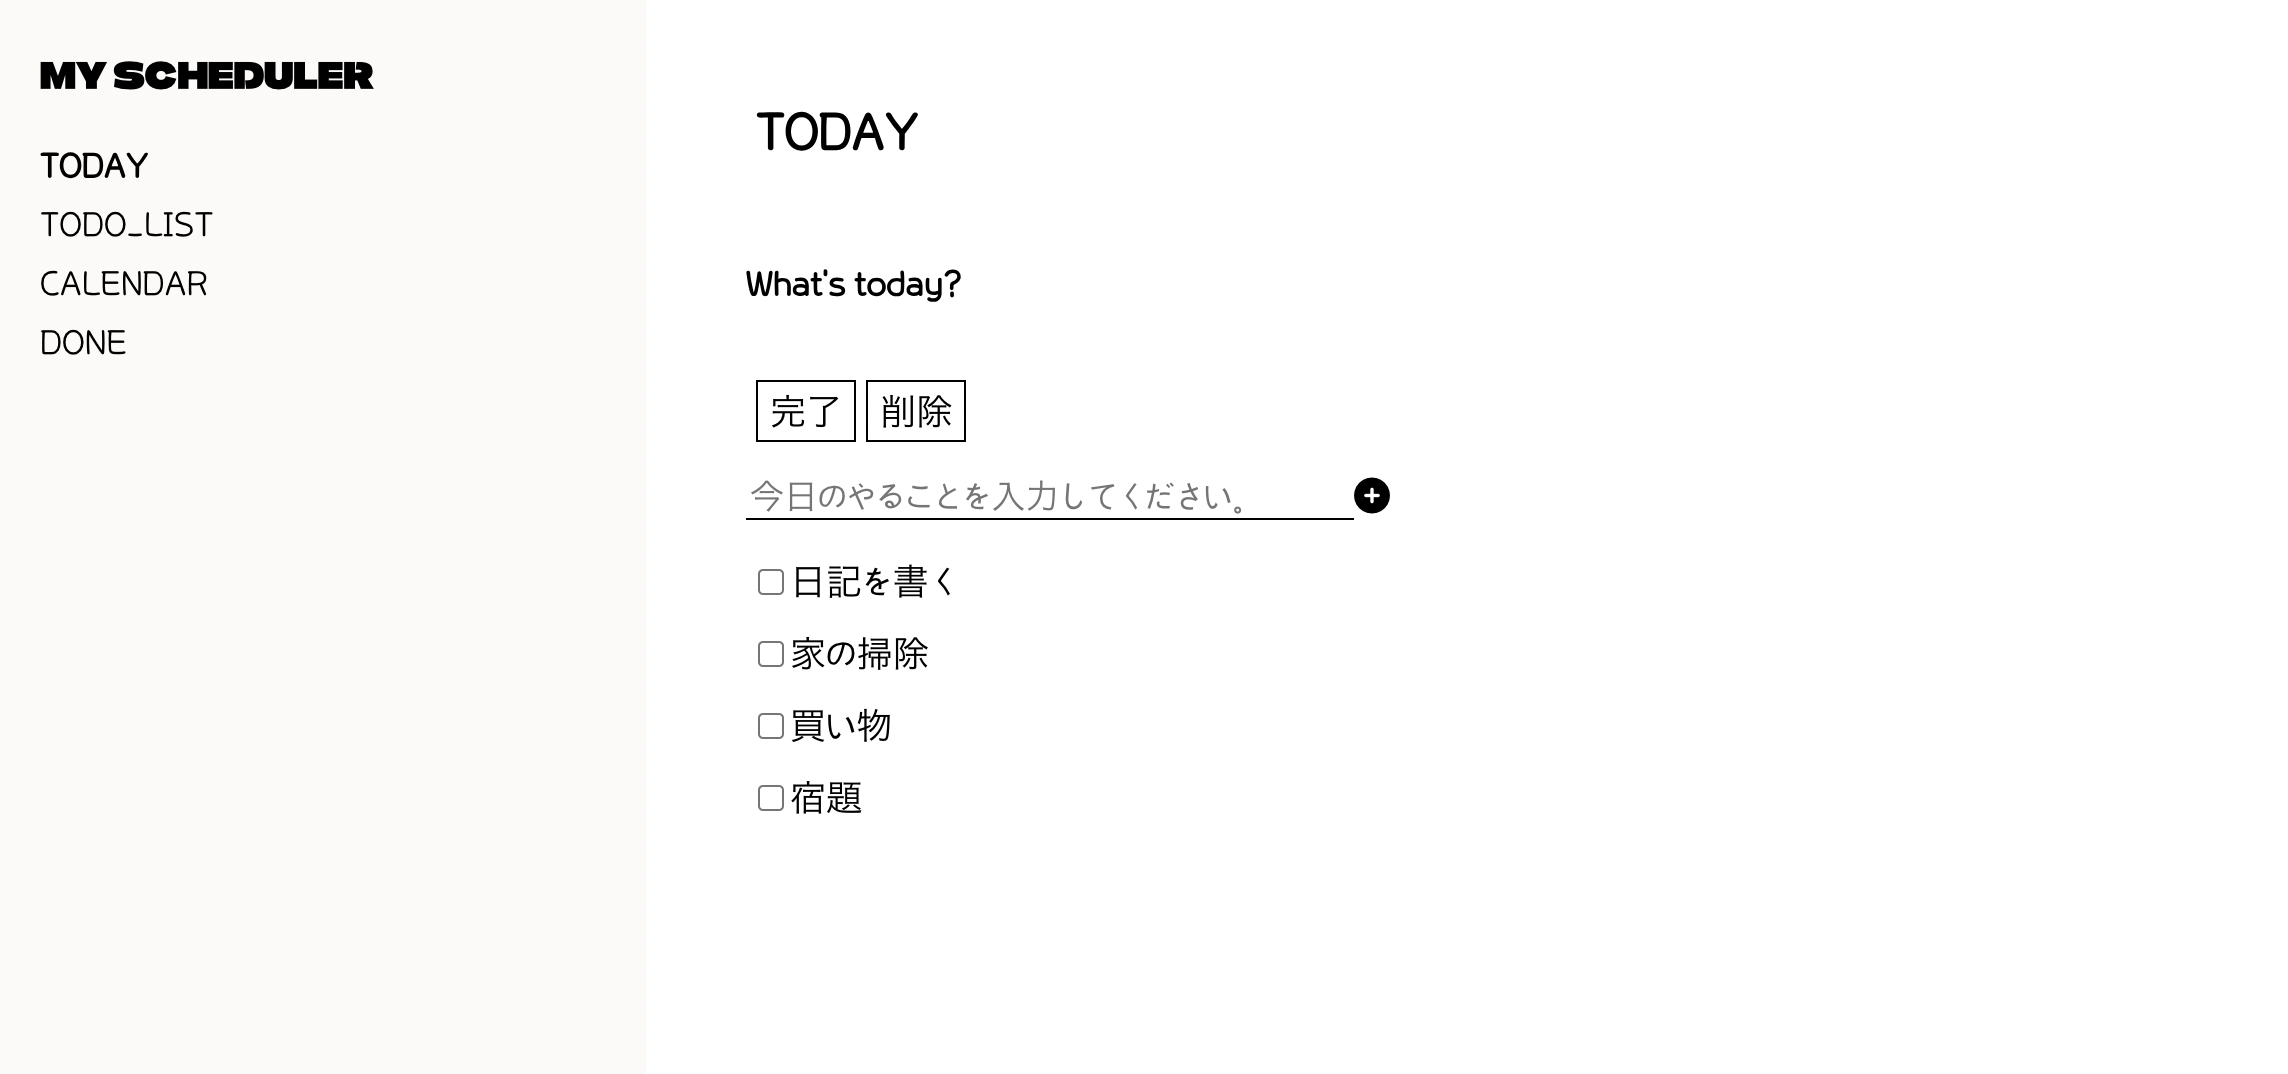 MY SCHEDULER
TODAY
TODO_LIST
CALENDAR
DONE
TODAY
What's today?
完了 削除
今日のやることを入力してください。
日記を書く
家の掃除
買い物
宿題